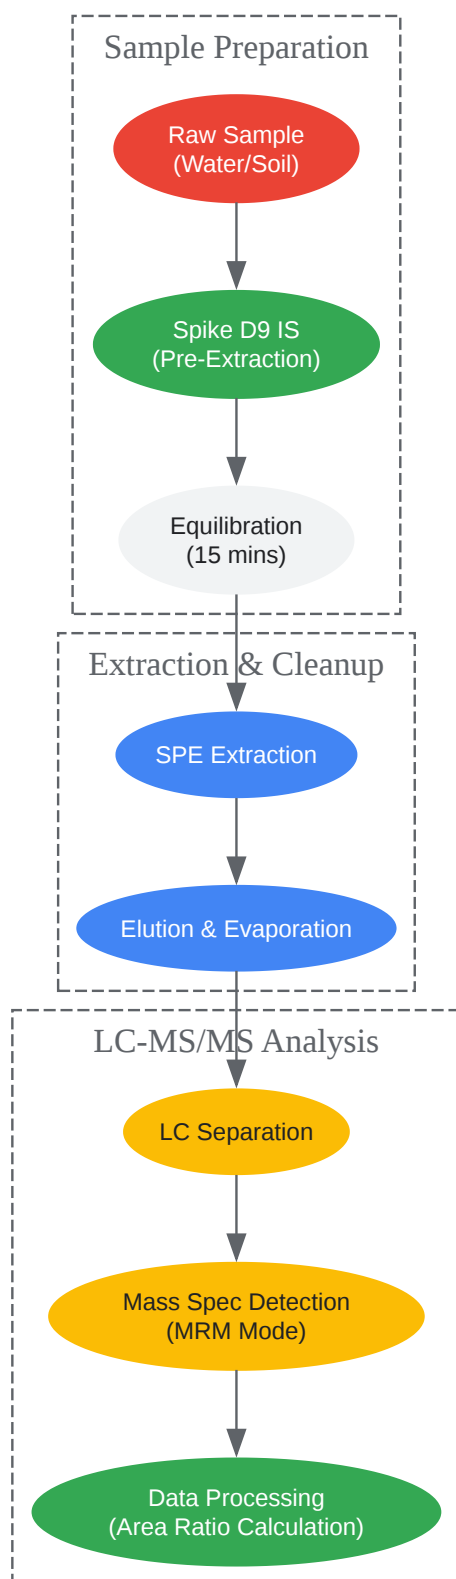 Sample Preparation
Raw Sample
(Water/Soil)
Spike D9 IS
(Pre-Extraction)
Equilibration
(15 mins)
Extraction & Cleanup
SPE Extraction
Elution & Evaporation
LC-MS/MS Analysis
LC Separation
Mass Spec Detection
(MRM Mode)
Data Processing
(Area Ratio Calculation)